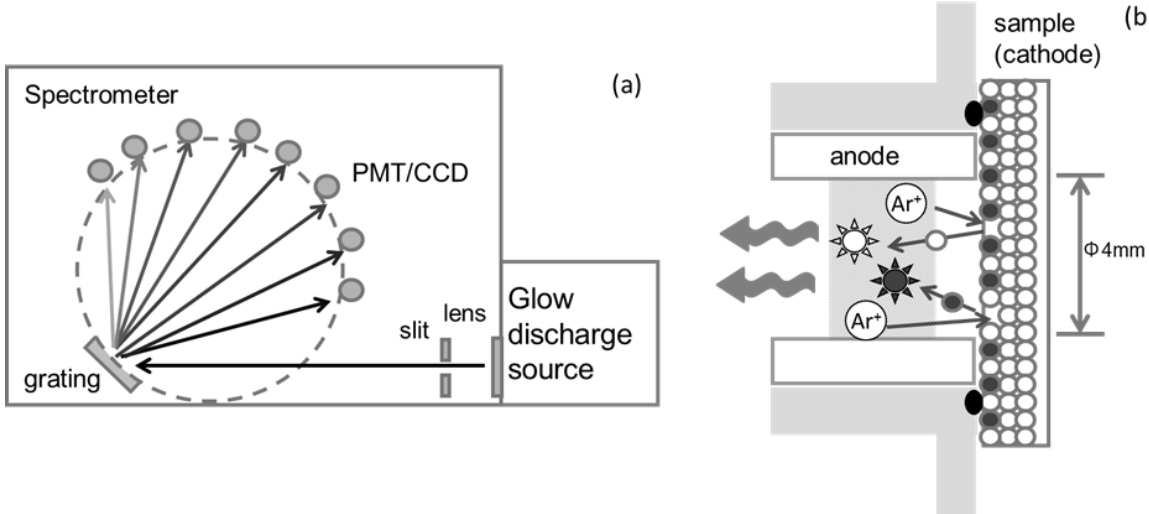 Spectrometer
(a)
PMT/CCD
slit
lens
Glow
discharge
source
grating
(b)
sample
(cathode)
anode
Ar⁺
Φ4mm
Ar⁺